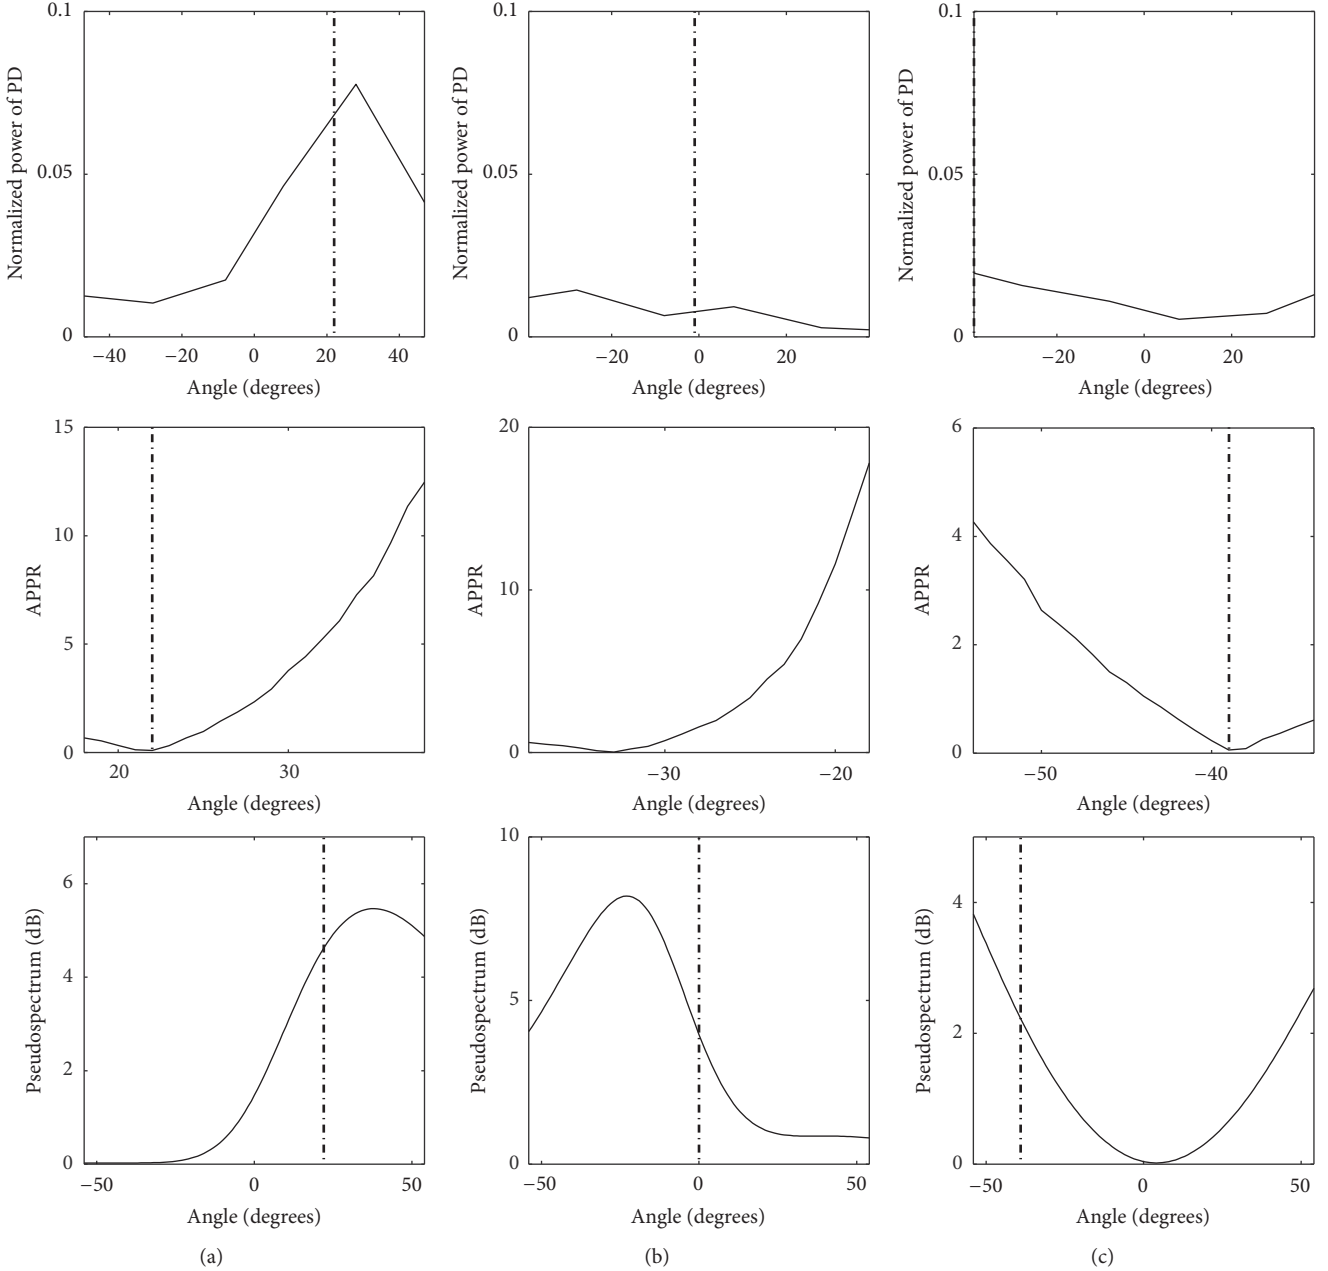 0.1
0.05
0
Normalized power of PD
−40 −20 0 20 40
Angle (degrees)
0.1
0.05
0
Normalized power of PD
−20 0 20
Angle (degrees)
0.1
0.05
0
Normalized power of PD
−20 0 20
Angle (degrees)
15
10
5
0
APPR
20 30
Angle (degrees)
20
10
0
APPR
−30 −20
Angle (degrees)
6
4
2
0
APPR
−50 −40
Angle (degrees)
6
4
2
0
Pseudospectrum (dB)
−50 0 50
Angle (degrees)
(a)
10
5
0
Pseudospectrum (dB)
−50 0 50
Angle (degrees)
(b)
4
2
0
Pseudospectrum (dB)
−50 0 50
Angle (degrees)
(c)